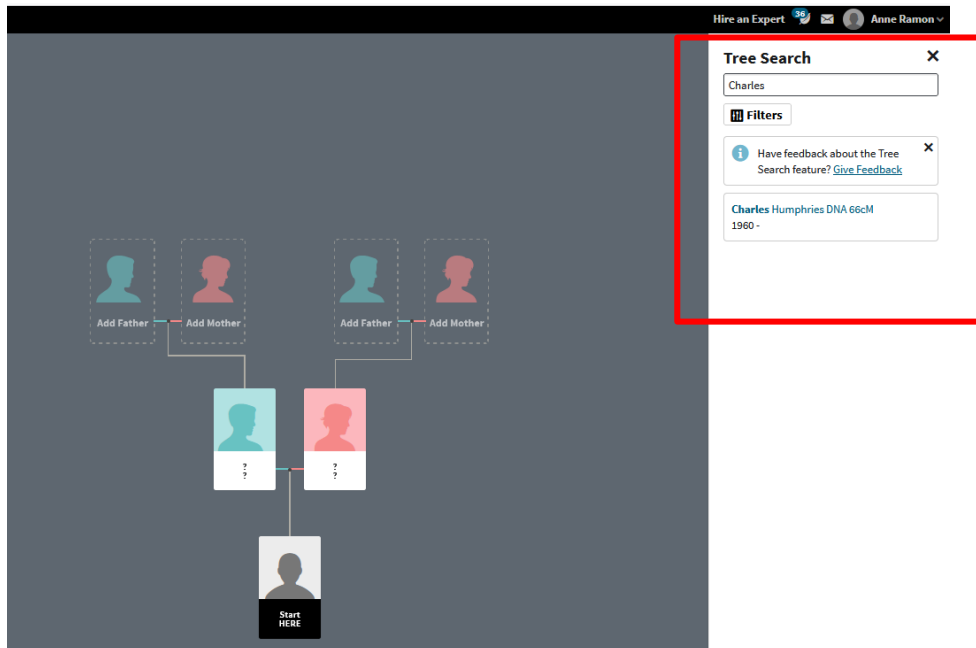 Hire an Expert 36 Anne Ramon
Tree Search
Charles
Filters
Have feedback about the Tree
Search feature? Give Feedback
Charles Humphries DNA 66cM
1960 -
Add Father Add Mother Add Father Add Mother
? ?
? ?
Start
HERE